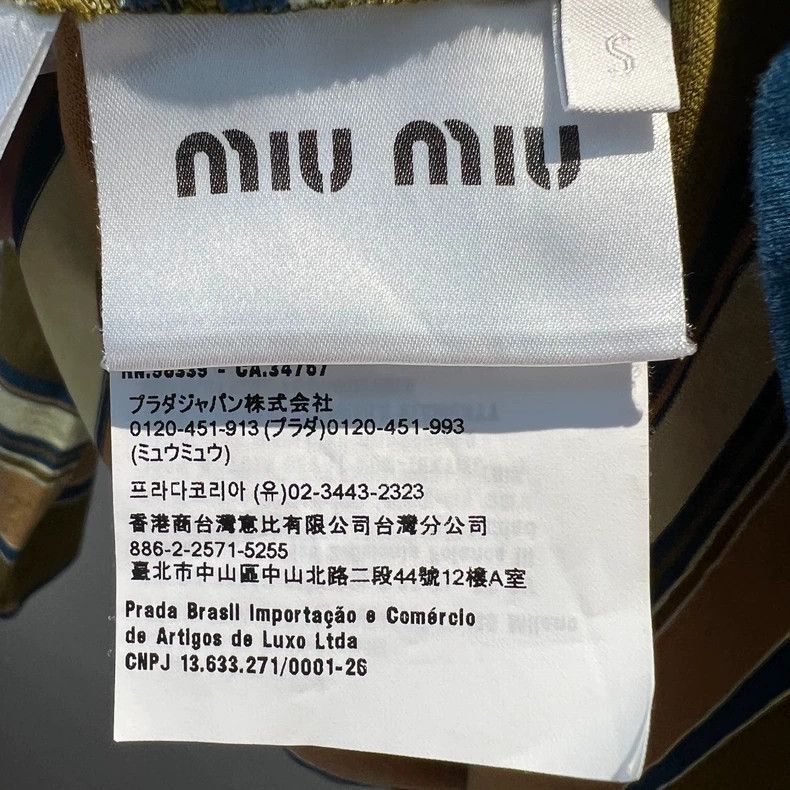 S
miu miu
RN.90339 - CA.34767
プラダジャパン株式会社
0120-451-913 (プラダ)0120-451-993
(ミュウミュウ)
프라다코리아 (유)02-3443-2323
香港商台灣意比有限公司台灣分公司
886-2-2571-5255
臺北市中山區中山北路二段44號12樓A室
Prada Brasil Importação e Comércio
de Artigos de Luxo Ltda
CNPJ 13.633.271/0001-26